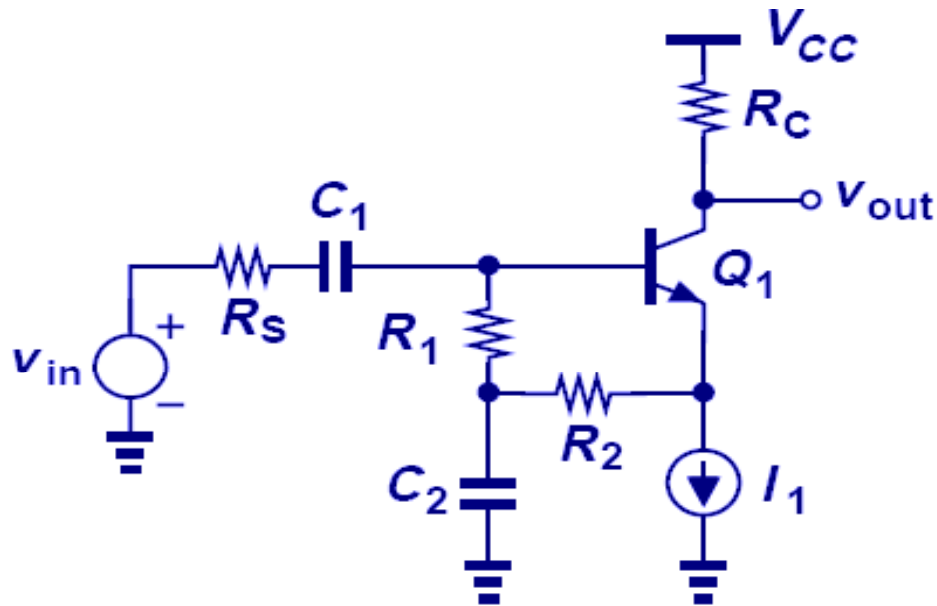 V_CC
R_C
C_1
v_out
Q_1
R_S
R_1
v_in
+
−
R_2
C_2
I_1